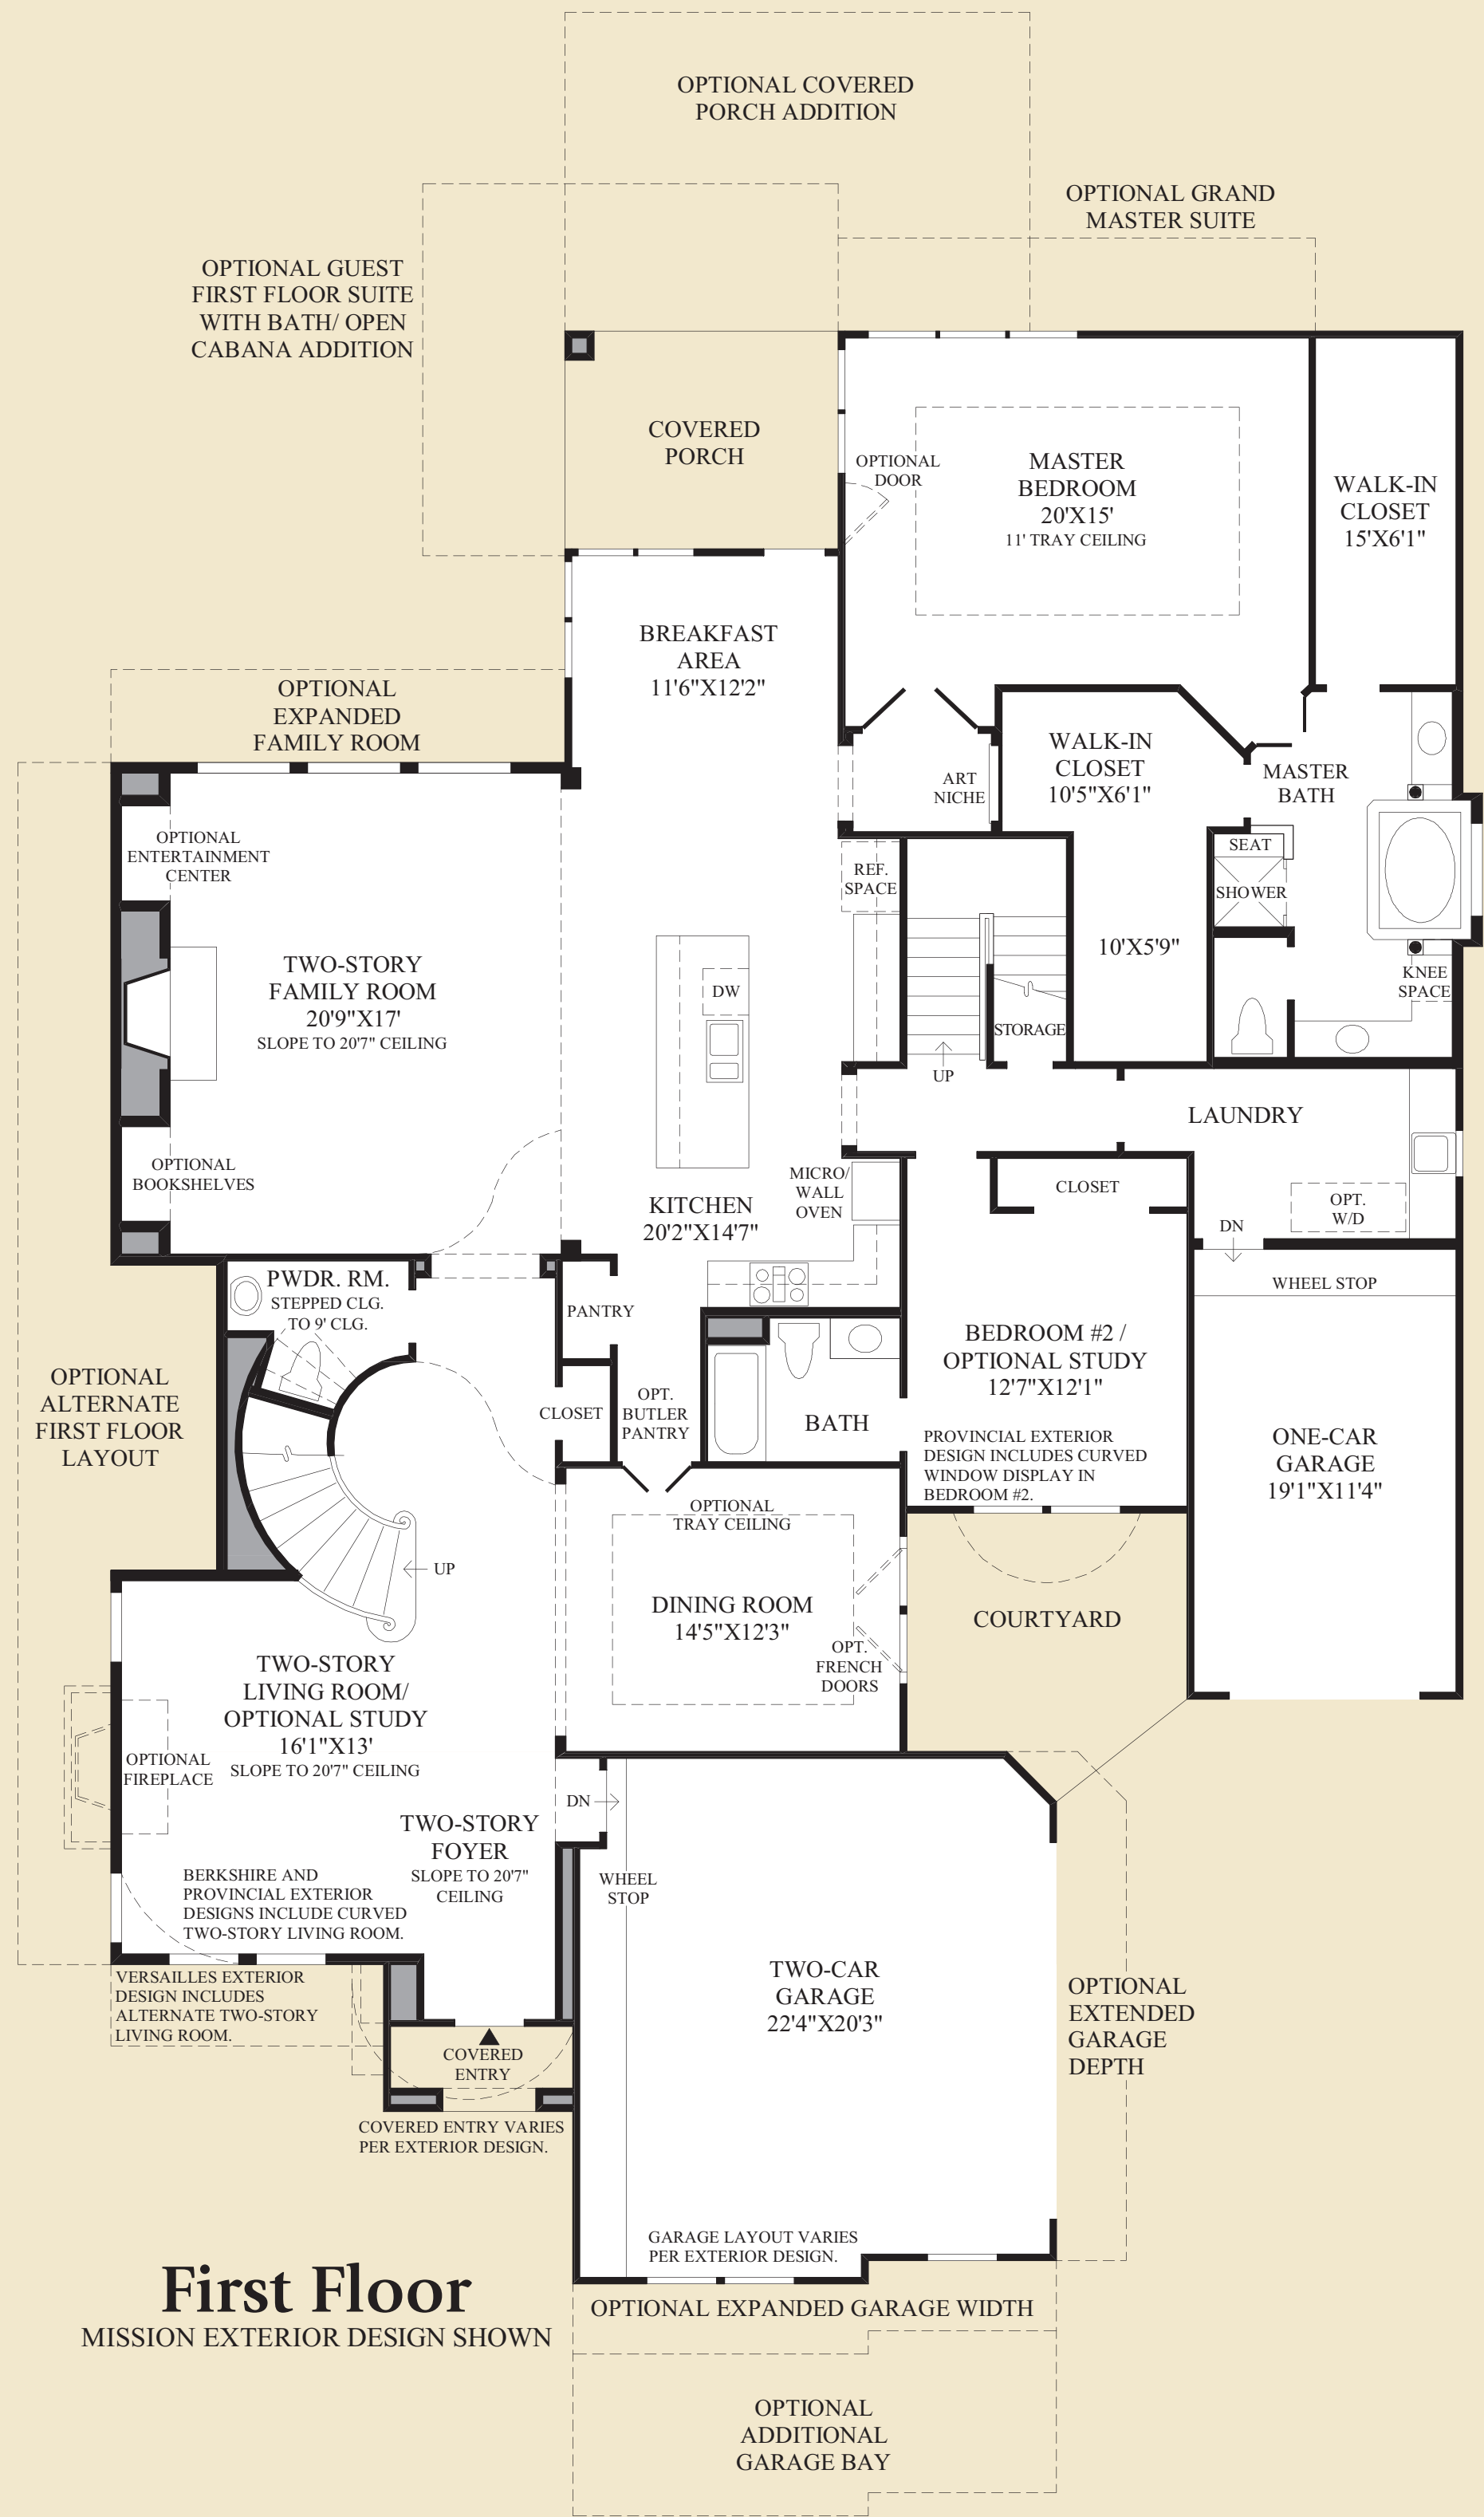 OPTIONAL COVERED
PORCH ADDITION
OPTIONAL GRAND
MASTER SUITE
OPTIONAL GUEST
FIRST FLOOR SUITE
WITH BATH/ OPEN
CABANA ADDITION
COVERED
PORCH
OPTIONAL
DOOR
MASTER
BEDROOM
20'X15'
11' TRAY CEILING
WALK-IN
CLOSET
15'X6'1"
BREAKFAST
AREA
11'6"X12'2"
OPTIONAL
EXPANDED
FAMILY ROOM
WALK-IN
CLOSET
10'5"X6'1"
ART
NICHE
MASTER
BATH
OPTIONAL
ENTERTAINMENT
CENTER
REF.
SPACE
SEAT
SHOWER
10'X5'9"
KNEE
SPACE
TWO-STORY
FAMILY ROOM
20'9"X17'
SLOPE TO 20'7" CEILING
DW
STORAGE
UP
LAUNDRY
OPTIONAL
BOOKSHELVES
MICRO/
WALL
OVEN
CLOSET
OPT.
W/D
KITCHEN
20'2"X14'7"
DN
WHEEL STOP
PWDR. RM.
STEPPED CLG.
TO 9' CLG.
PANTRY
BEDROOM #2 /
OPTIONAL STUDY
12'7"X12'1"
OPTIONAL
ALTERNATE
FIRST FLOOR
LAYOUT
CLOSET
OPT.
BUTLER
PANTRY
BATH
PROVINCIAL EXTERIOR
DESIGN INCLUDES CURVED
WINDOW DISPLAY IN
BEDROOM #2.
ONE-CAR
GARAGE
19'1"X11'4"
OPTIONAL
TRAY CEILING
UP
DINING ROOM
14'5"X12'3"
OPT.
FRENCH
DOORS
COURTYARD
TWO-STORY
LIVING ROOM/
OPTIONAL STUDY
16'1"X13'
SLOPE TO 20'7" CEILING
OPTIONAL
FIREPLACE
DN
TWO-STORY
FOYER
SLOPE TO 20'7"
CEILING
BERKSHIRE AND
PROVINCIAL EXTERIOR
DESIGNS INCLUDE CURVED
TWO-STORY LIVING ROOM.
WHEEL
STOP
VERSAILLES EXTERIOR
DESIGN INCLUDES
ALTERNATE TWO-STORY
LIVING ROOM.
TWO-CAR
GARAGE
22'4"X20'3"
OPTIONAL
EXTENDED
GARAGE
DEPTH
COVERED
ENTRY
COVERED ENTRY VARIES
PER EXTERIOR DESIGN.
GARAGE LAYOUT VARIES
PER EXTERIOR DESIGN.
First Floor
MISSION EXTERIOR DESIGN SHOWN
OPTIONAL EXPANDED GARAGE WIDTH
OPTIONAL
ADDITIONAL
GARAGE BAY